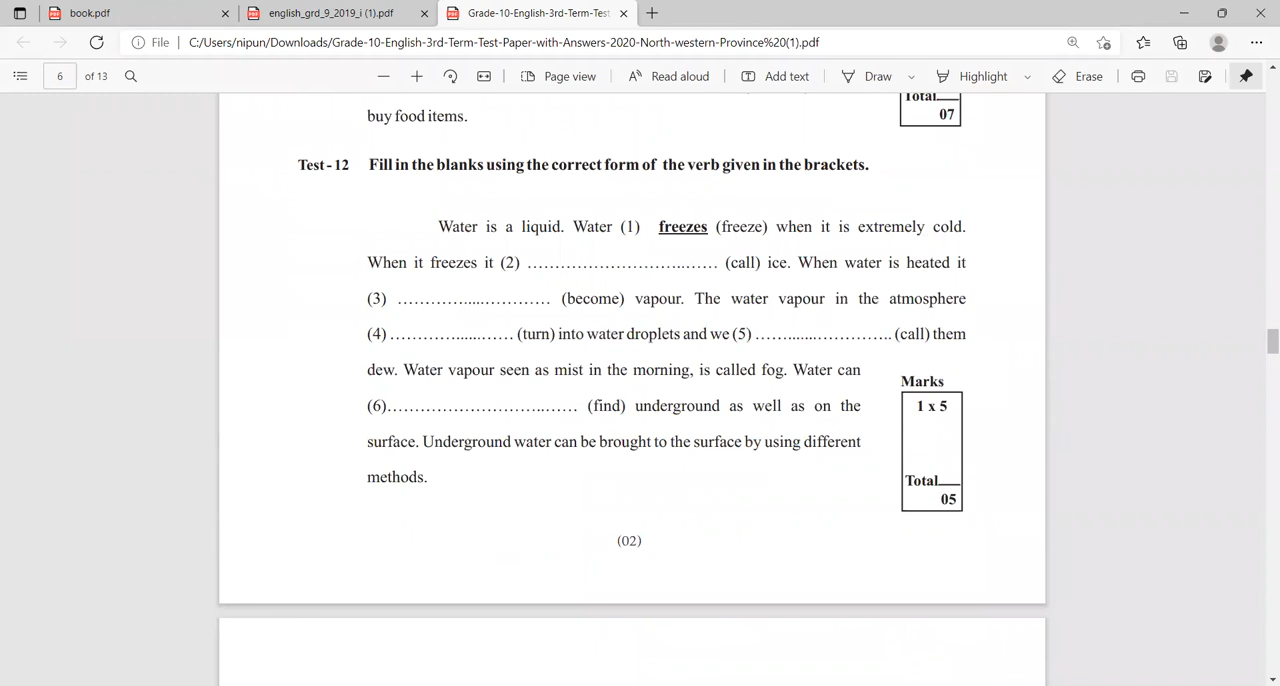 book.pdf
english_grd_9_2019_i (1).pdf
Grade-10-English-3rd-Term-Test
File
C:/Users/nipun/Downloads/Grade-10-English-3rd-Term-Test-Paper-with-Answers-2020-North-western-Province%20(1).pdf
6 of 13
Page view
Read aloud
Add text
Draw
Highlight
Erase
Total
buy food items.
07
Test - 12 Fill in the blanks using the correct form of the verb given in the brackets.
Water is a liquid. Water (1) freezes (freeze) when it is extremely cold.
When it freezes it (2) ………………………..…… (call) ice. When water is heated it
(3) …………....………… (become) vapour. The water vapour in the atmosphere
(4) …………......…… (turn) into water droplets and we (5) ……......………….. (call) them
dew. Water vapour seen as mist in the morning, is called fog. Water can
Marks
(6)………………………..…… (find) underground as well as on the
1 x 5
surface. Underground water can be brought to the surface by using different
methods.
Total
05
(02)